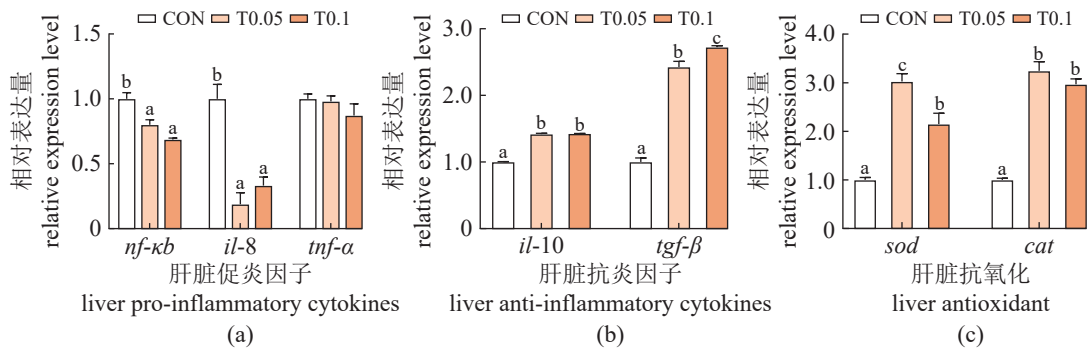 CON T0.05 T0.1
相对表达量
relative expression level
1.5
1.0
0.5
0
b
a
a
b
a
a
nf-κb il-8 tnf-α
肝脏促炎因子
liver pro-inflammatory cytokines
(a)
CON T0.05 T0.1
相对表达量
relative expression level
3.0
2.0
1.0
0
a
b
b
a
b
c
il-10 tgf-β
肝脏抗炎因子
liver anti-inflammatory cytokines
(b)
CON T0.05 T0.1
相对表达量
relative expression level
4.0
3.0
2.0
1.0
0
a
c
b
a
b
b
sod cat
肝脏抗氧化
liver antioxidant
(c)